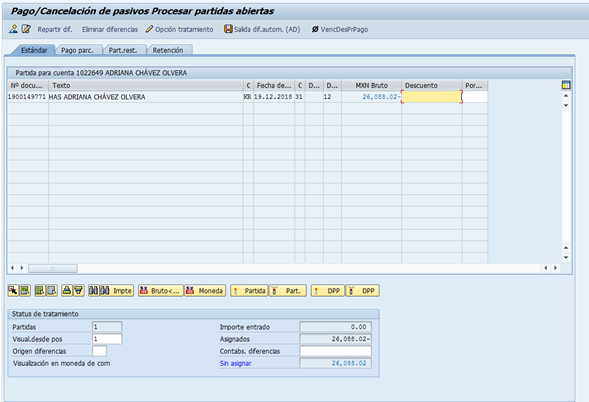 Pago/Cancelación de pasivos Procesar partidas abiertas
Repartir dif. Eliminar diferencias Opción tratamiento Salida dif.autom. (AD) VencDesPrPago
Estándar Pago parc. Part.rest. Retención
Partida para cuenta 1022649 ADRIANA CHÁVEZ OLVERA
Nº docu... Texto C Fecha de... C D... D... MXN Bruto Descuento Por...
1900149771 HAS ADRIANA CHÁVEZ OLVERA KR 19.12.2018 31 12 26,088.02-
Impte Bruto<... Moneda Partida Part. DPP DPP
Status de tratamiento
Partidas 1 Importe entrado 0.00
Visual.desde pos 1 Asignados 26,088.02-
Origen diferencias Contabs. diferencias
Visualización en moneda de com Sin asignar 26,088.02